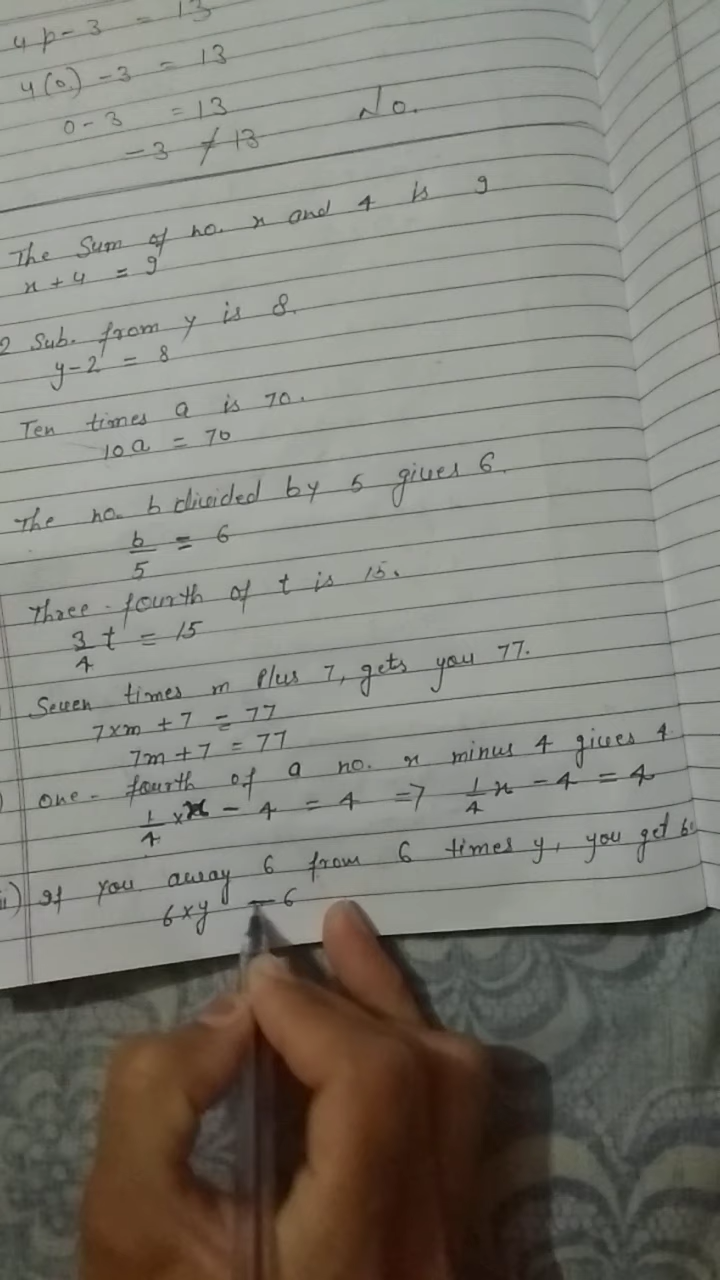 4p - 3 = 13
4(0) - 3 = 13
0 - 3 = 13
-3 ≠ 13 No.
The Sum of no. x and 4 is 9
x + 4 = 9
2 Sub. from y is 8.
y - 2 = 8
Ten times a is 70.
10a = 70
The no. b divided by 5 gives 6.
b/5 = 6
Three-fourth of t is 15.
3/4 t = 15
Seven times m Plus 7, gets you 77.
7×m + 7 = 77
7m + 7 = 77
One-fourth of a no. x minus 4 gives 4
1/4 × x - 4 = 4 => 1/4 x - 4 = 4
If you away 6 from 6 times y, you get
6×y - 6